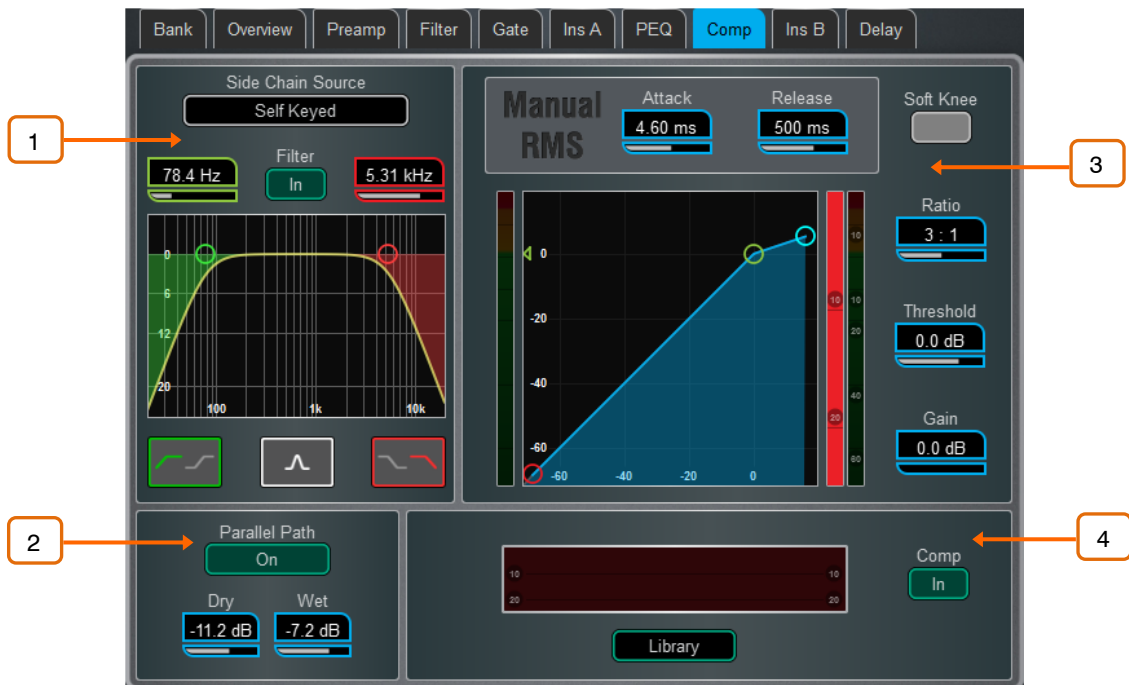 Bank Overview Preamp Filter Gate Ins A PEQ Comp Ins B Delay
Side Chain Source
Self Keyed
1
Filter
78.4 Hz In 5.31 kHz
0
6
12
20
100 1k 10k
Manual
RMS
Attack Release
4.60 ms 500 ms
Soft Knee
3
Ratio
3 : 1
Threshold
0.0 dB
Gain
0.0 dB
0
-20
-40
-60
-60 -40 -20 0
10
20
10
10
20
40
60
2
Parallel Path
On
Dry Wet
-11.2 dB -7.2 dB
10 10
20 20
Library
4
Comp
In